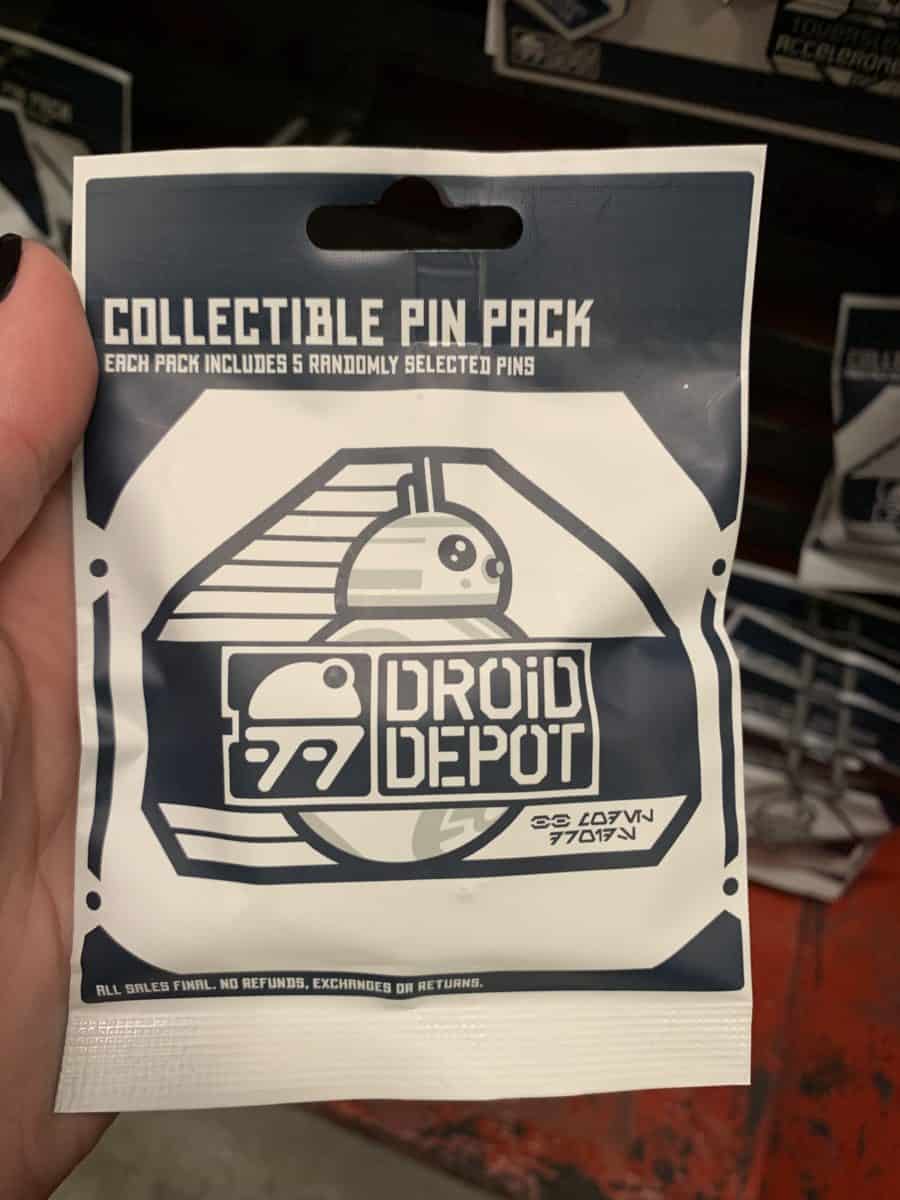 COLLECTIBLE PIN PACK
EACH PACK INCLUDES 5 RANDOMLY SELECTED PINS
DROiD
DEPOT
ALL SALES FINAL. NO REFUNDS, EXCHANGES OR RETURNS.